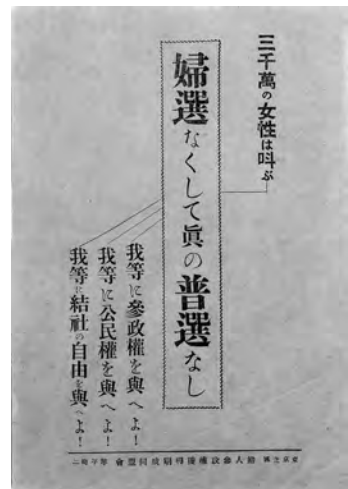 三千萬の女性は叫ぶ
婦選なくして眞の普選なし
我等に參政權を與へよ！
我等に公民權を與へよ！
我等に結社の自由を與へよ！